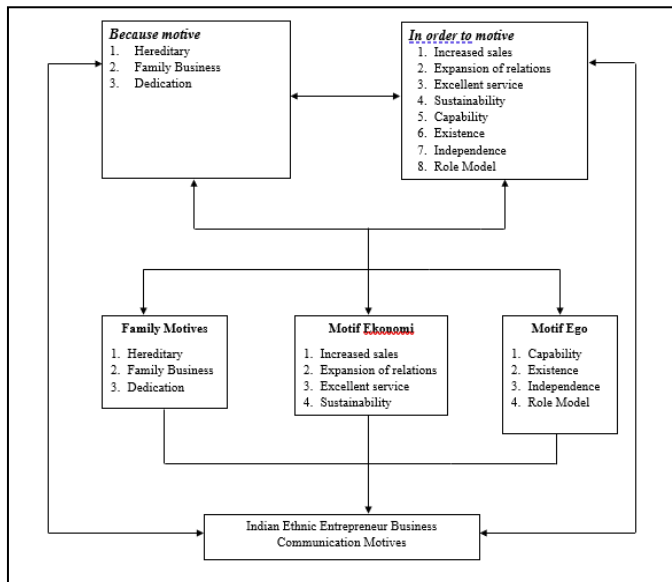 Because motive
1. Hereditary
2. Family Business
3. Dedication
In order to motive
1. Increased sales
2. Expansion of relations
3. Excellent service
4. Sustainability
5. Capability
6. Existence
7. Independence
8. Role Model
Family Motives
1. Hereditary
2. Family Business
3. Dedication
Motif Ekonomi
1. Increased sales
2. Expansion of relations
3. Excellent service
4. Sustainability
Motif Ego
1. Capability
2. Existence
3. Independence
4. Role Model
Indian Ethnic Entrepreneur Business
Communication Motives